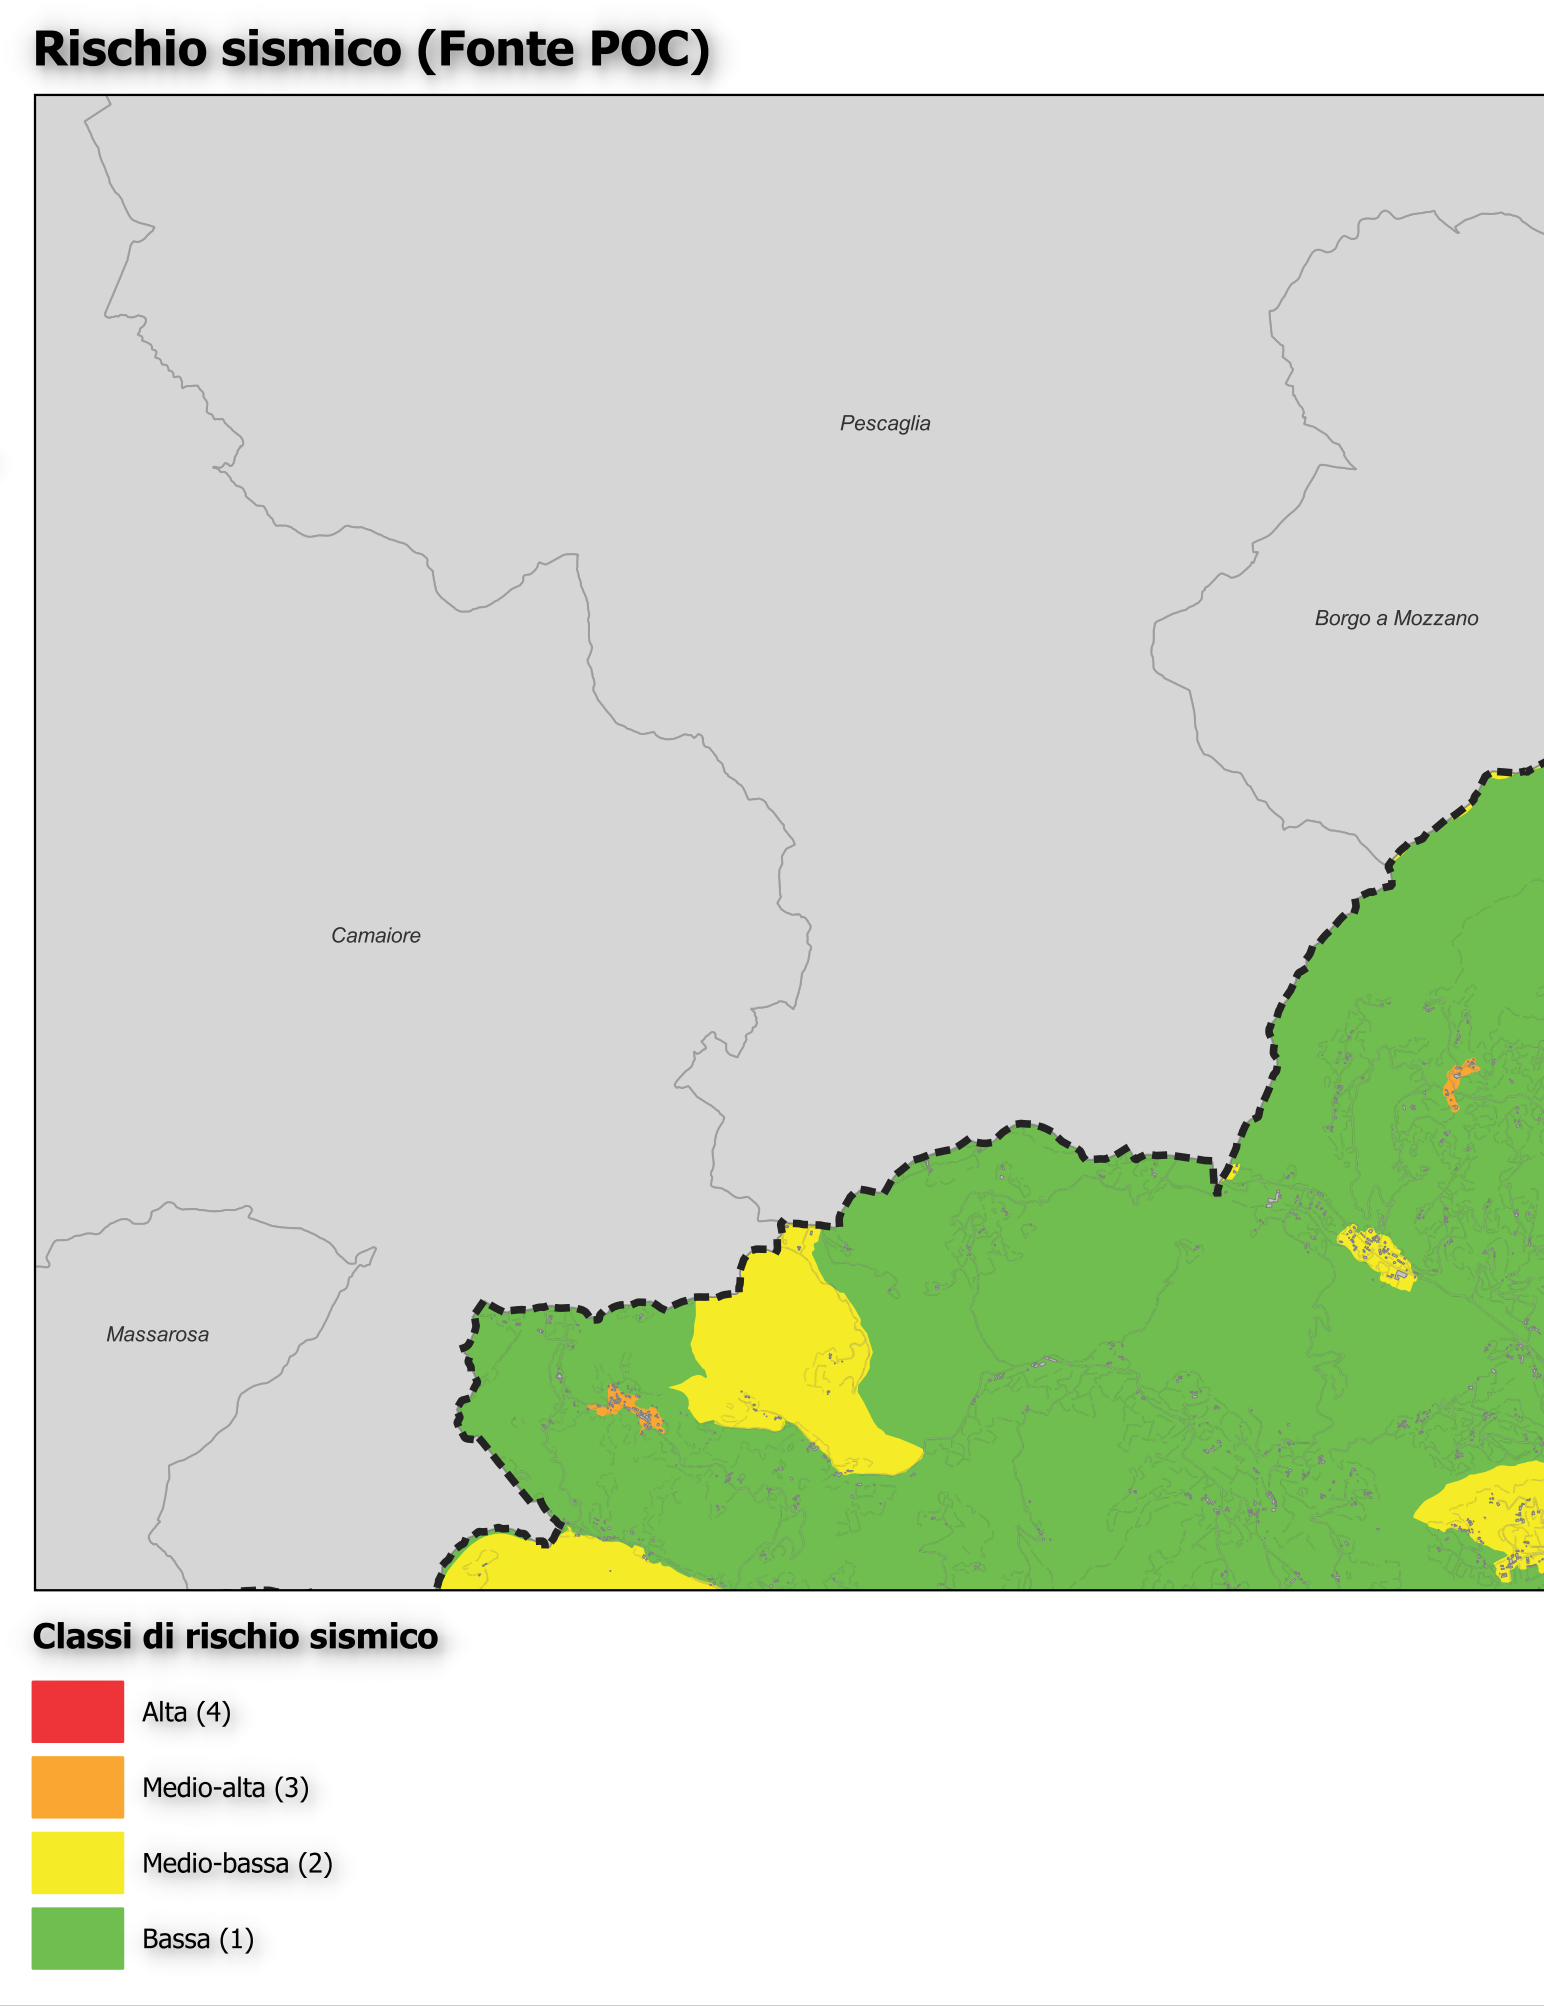 Rischio sismico (Fonte POC)
Pescaglia
Borgo a Mozzano
Camaiore
Massarosa
Classi di rischio sismico
Alta (4)
Medio-alta (3)
Medio-bassa (2)
Bassa (1)